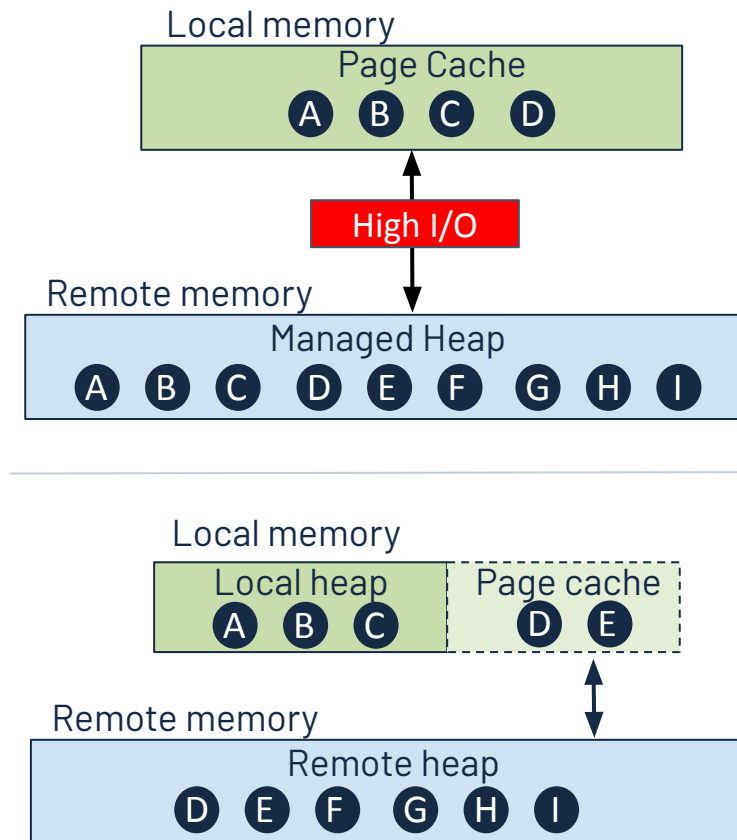 Local memory
Page Cache
A B C D
High I/O
Remote memory
Managed Heap
A B C D E F G H I
Local memory
Local heap Page cache
A B C D E
Remote memory
Remote heap
D E F G H I